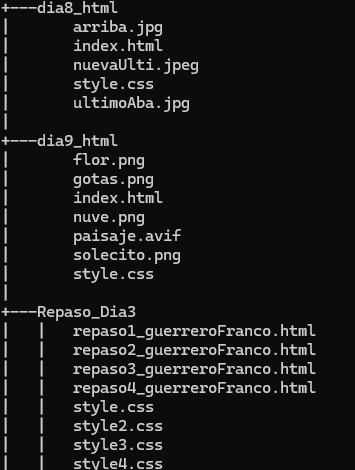 +---dia8_html
|       arriba.jpg
|       index.html
|       nuevaUlti.jpeg
|       style.css
|       ultimoAba.jpg
|
+---dia9_html
|       flor.png
|       gotas.png
|       index.html
|       nuve.png
|       paisaje.avif
|       solecito.png
|       style.css
|
+---Repaso_Dia3
|   |   repaso1_guerreroFranco.html
|   |   repaso2_guerreroFranco.html
|   |   repaso3_guerreroFranco.html
|   |   repaso4_guerreroFranco.html
|   |   style.css
|   |   style2.css
|   |   style3.css
|   |   style4.css